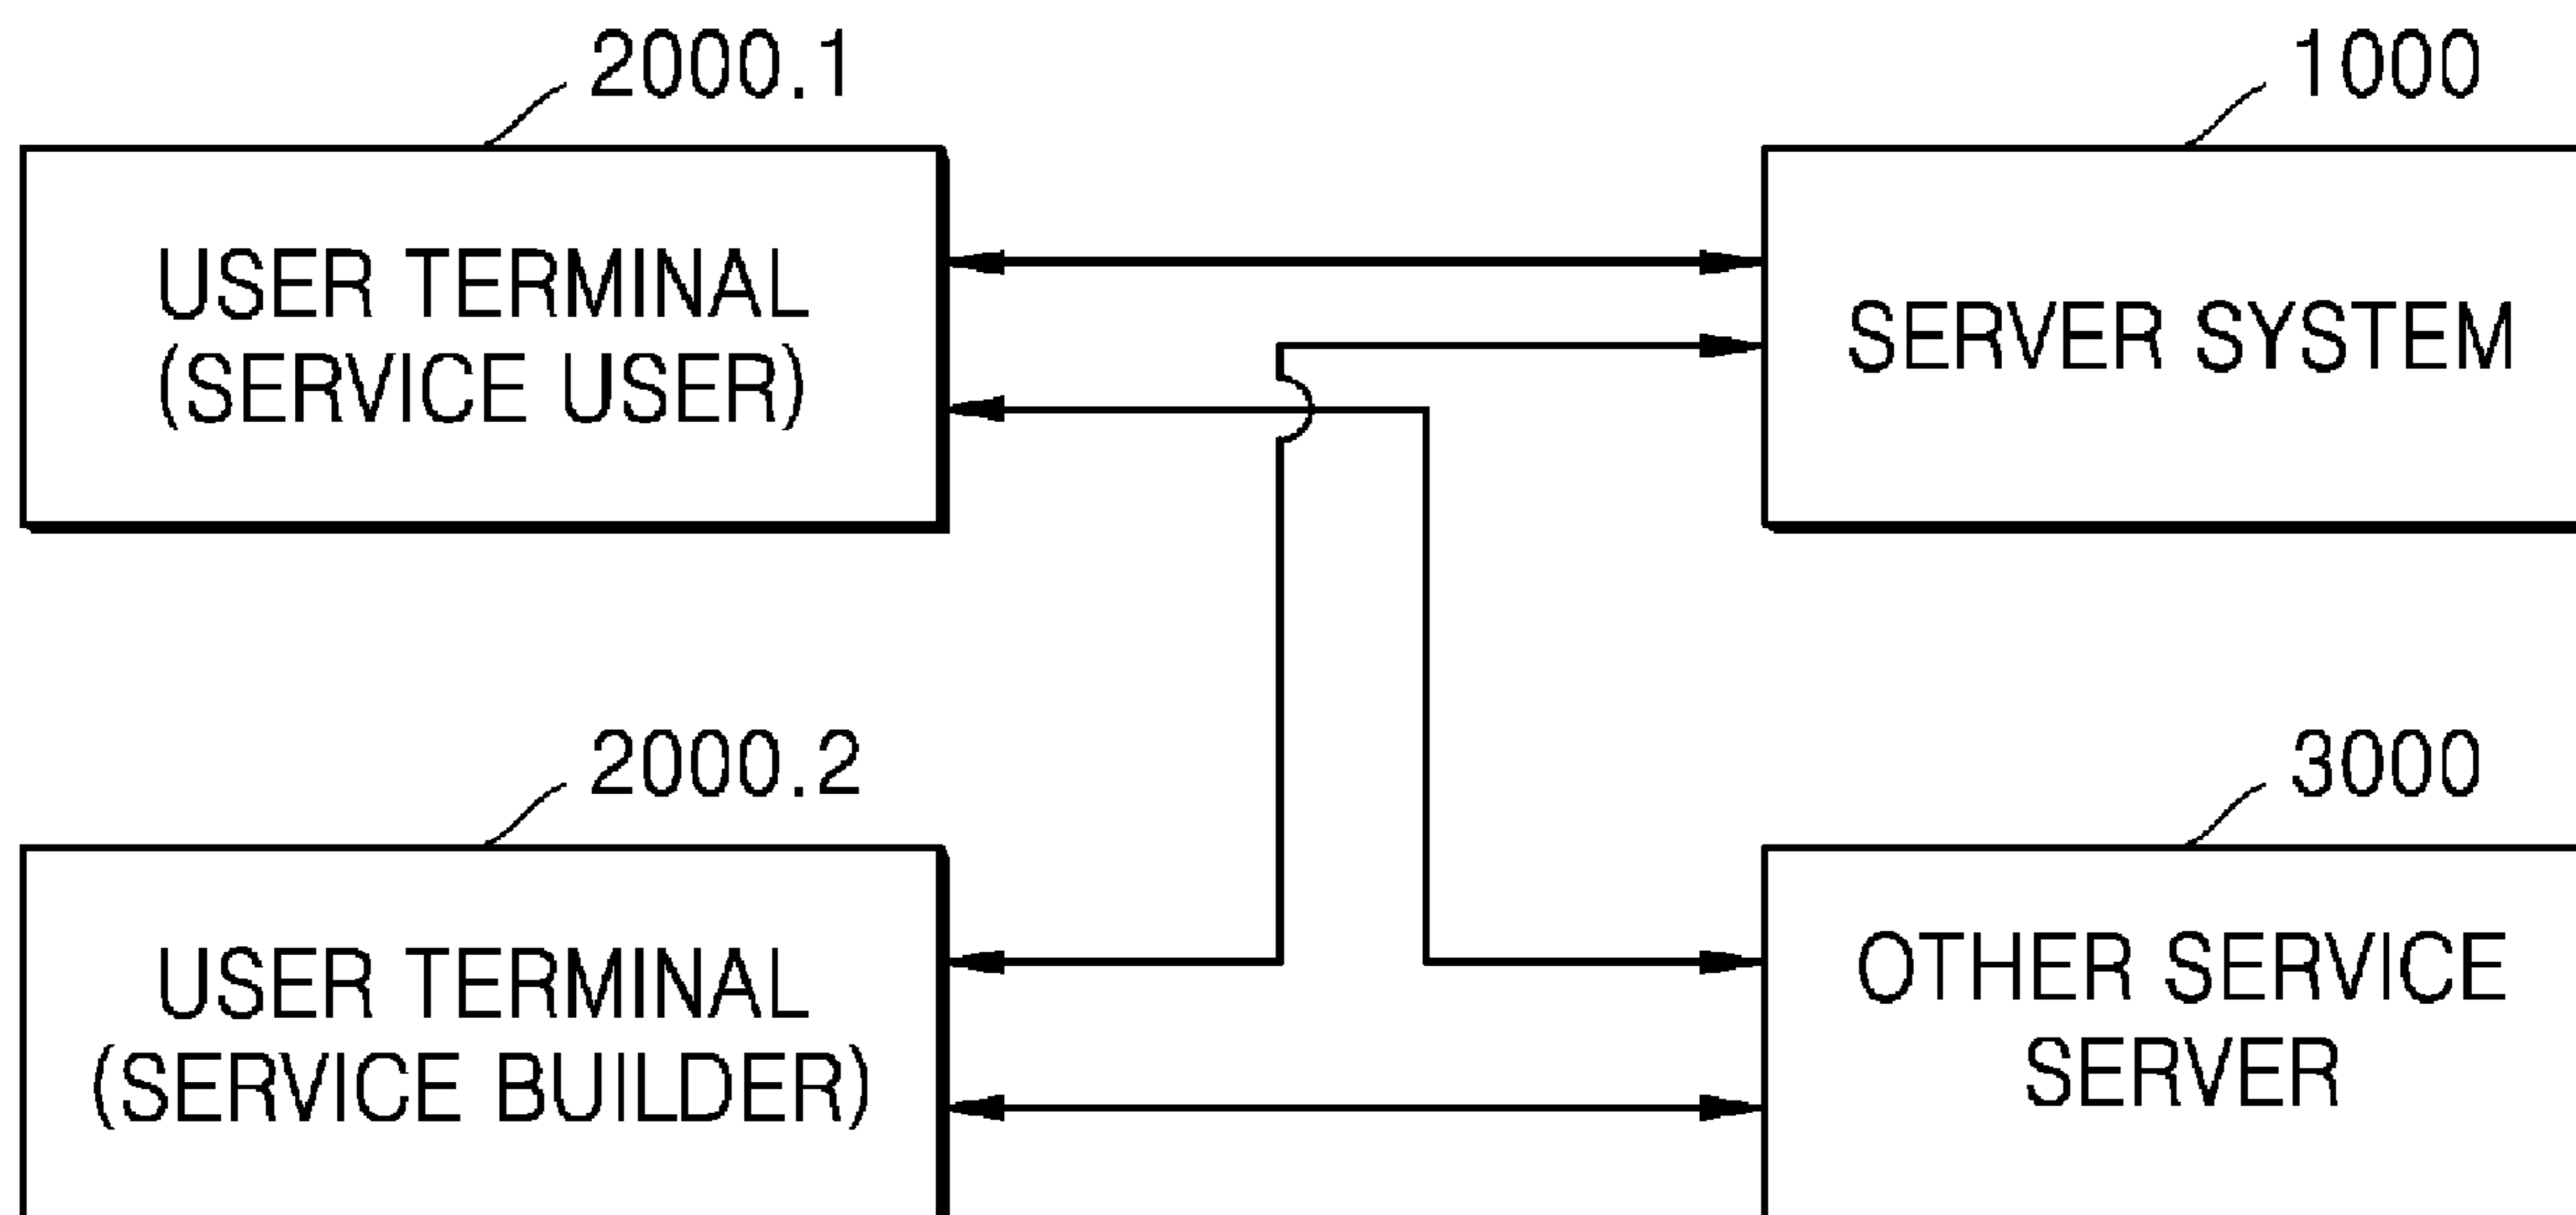 2000.1
1000
USER TERMINAL
(SERVICE USER)
SERVER SYSTEM
2000.2
3000
USER TERMINAL
(SERVICE BUILDER)
OTHER SERVICE
SERVER